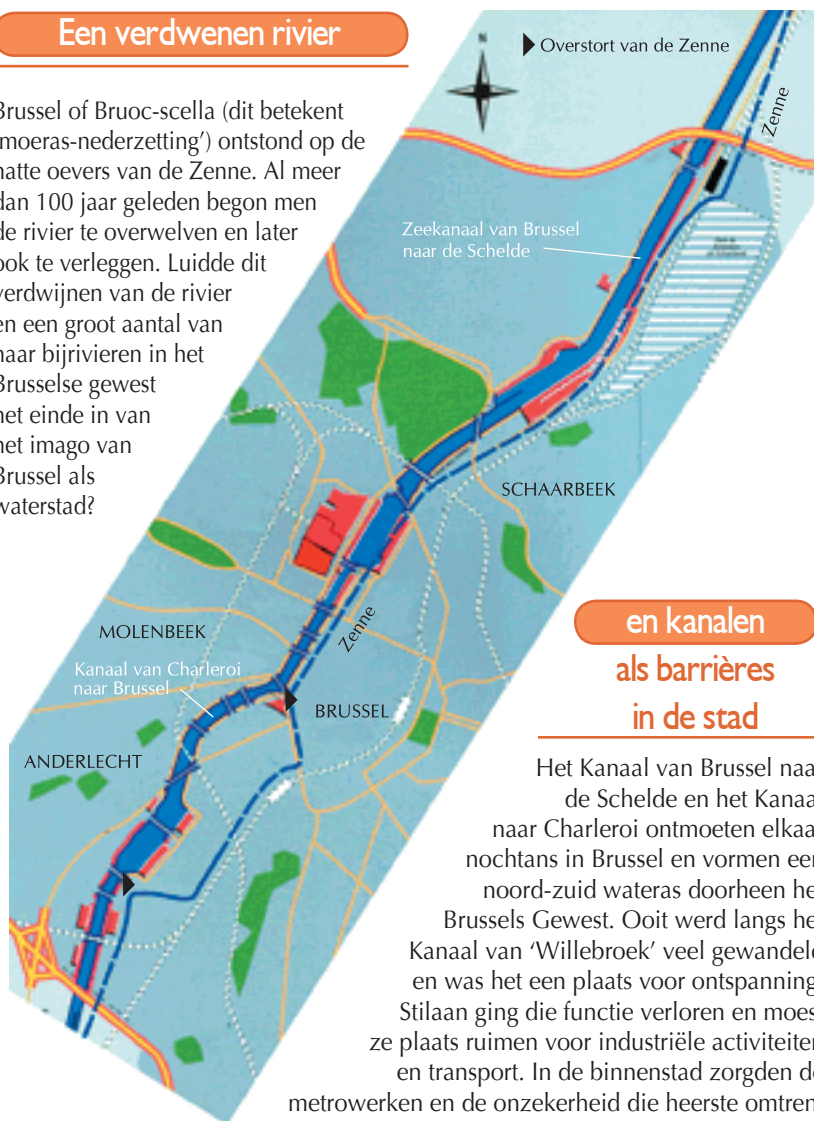 Een verdwenen rivier
Brussel of Bruoc-scella (dit betekent
'moeras-nederzetting') ontstond op de
natte oevers van de Zenne. Al meer
dan 100 jaar geleden begon men
de rivier te overwelven en later
ook te verleggen. Luidde dit
verdwijnen van de rivier
en een groot aantal van
haar bijrivieren in het
Brusselse gewest
het einde in van
het imago van
Brussel als
waterstad?
N
Overstort van de Zenne
Zenne
Zeekanaal van Brussel
naar de Schelde
SCHAARBEEK
MOLENBEEK
Zenne
Kanaal van Charleroi
naar Brussel
BRUSSEL
ANDERLECHT
en kanalen
als barrières
in de stad
Het Kanaal van Brussel naa
de Schelde en het Kanaa
naar Charleroi ontmoeten elkaa
nochtans in Brussel en vormen een
noord-zuid wateras doorheen he
Brussels Gewest. Ooit werd langs he
Kanaal van ‘Willebroek’ veel gewandeld
en was het een plaats voor ontspanning
Stilaan ging die functie verloren en moes
ze plaats ruimen voor industriële activiteiten
en transport. In de binnenstad zorgden de
metrowerken en de onzekerheid die heerste omtren